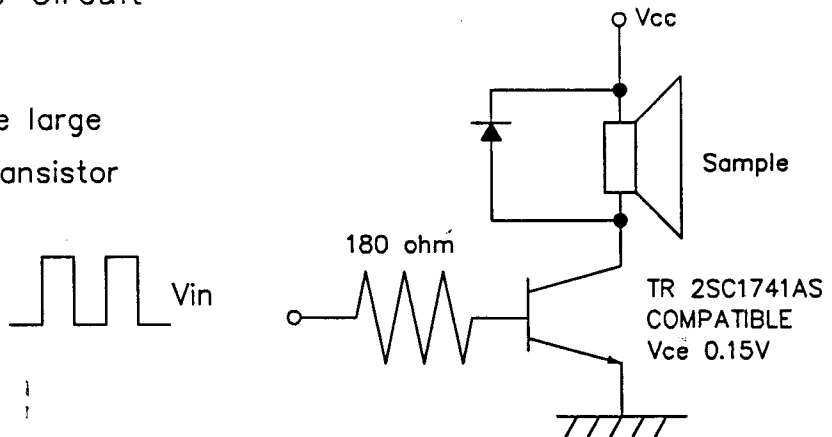 Circuit
Vcc
e large
ansistor
Sample
180 ohm
Vin
TR 2SC1741AS
COMPATIBLE
Vce 0.15V